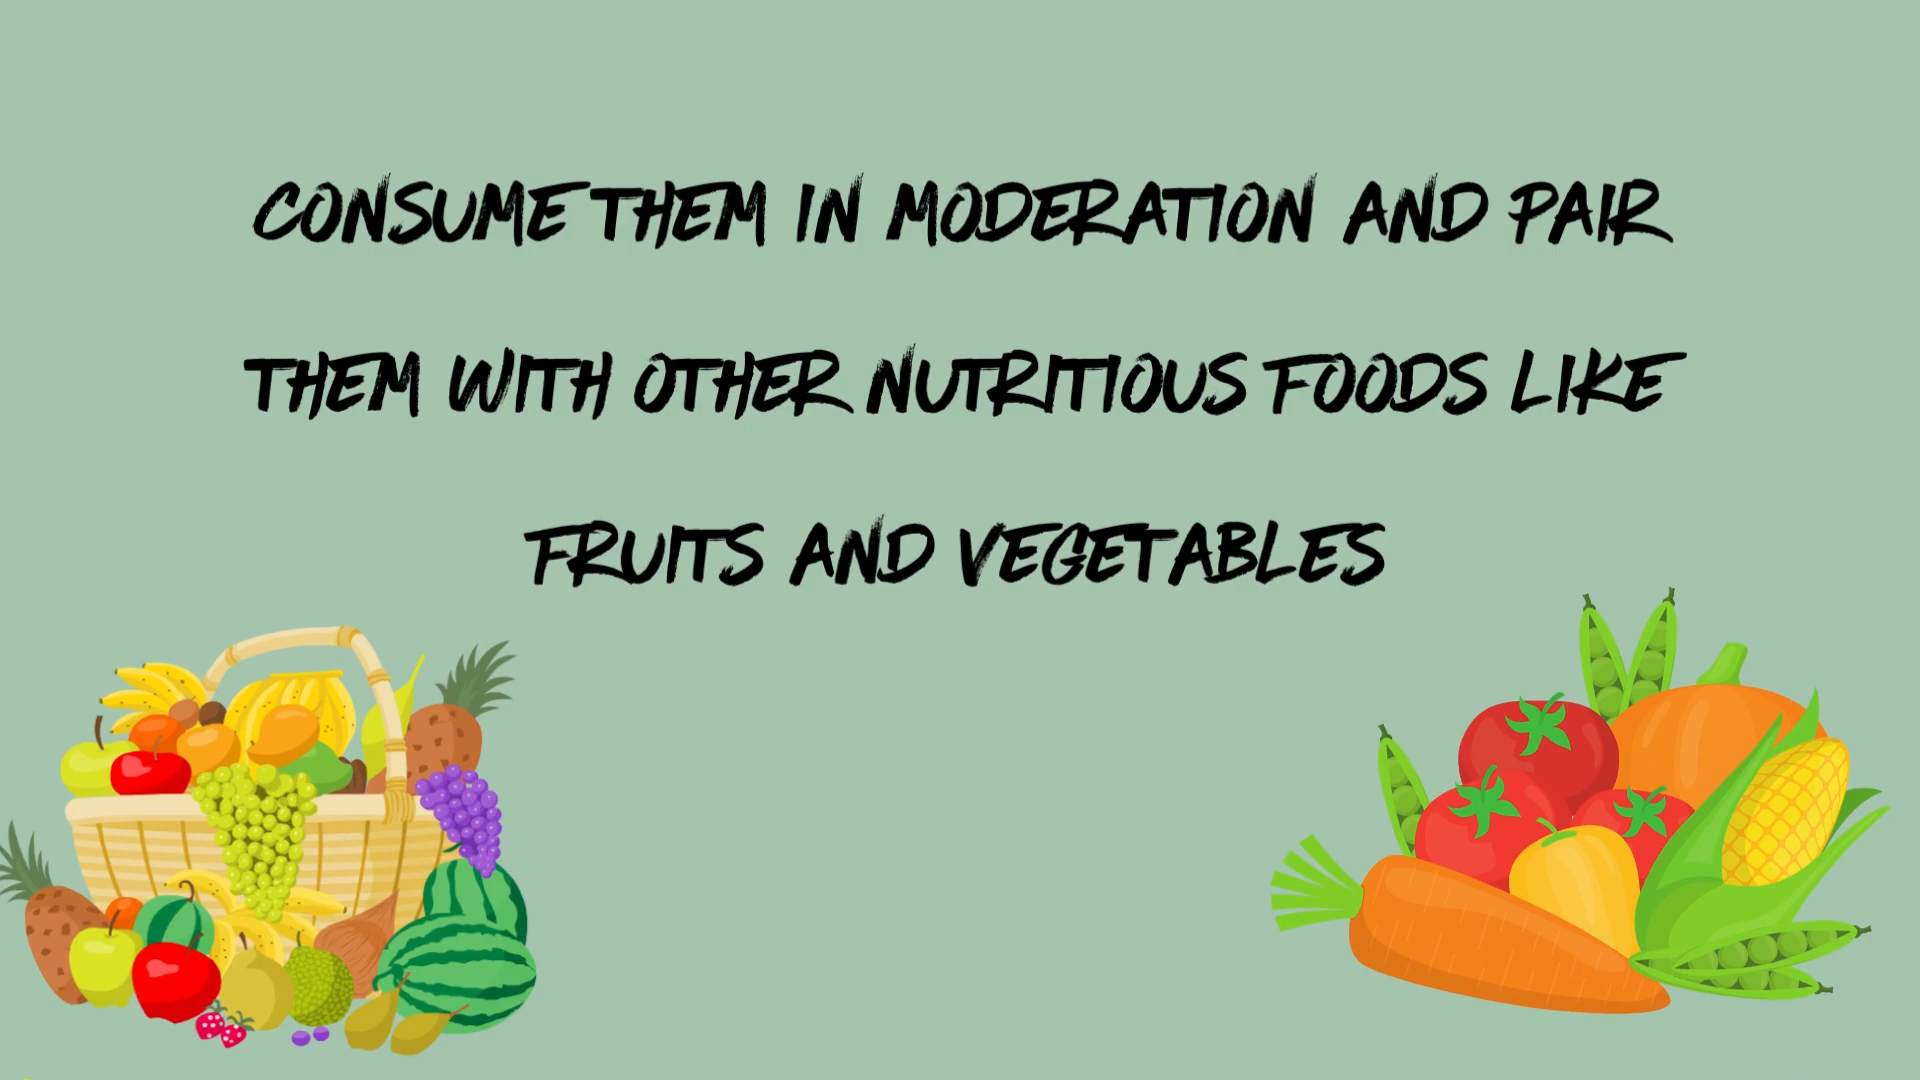 CONSUME THEM IN MODERATION AND PAIR
THEM WITH OTHER NUTRITIOUS FOODS LIKE
FRUITS AND VEGETABLES